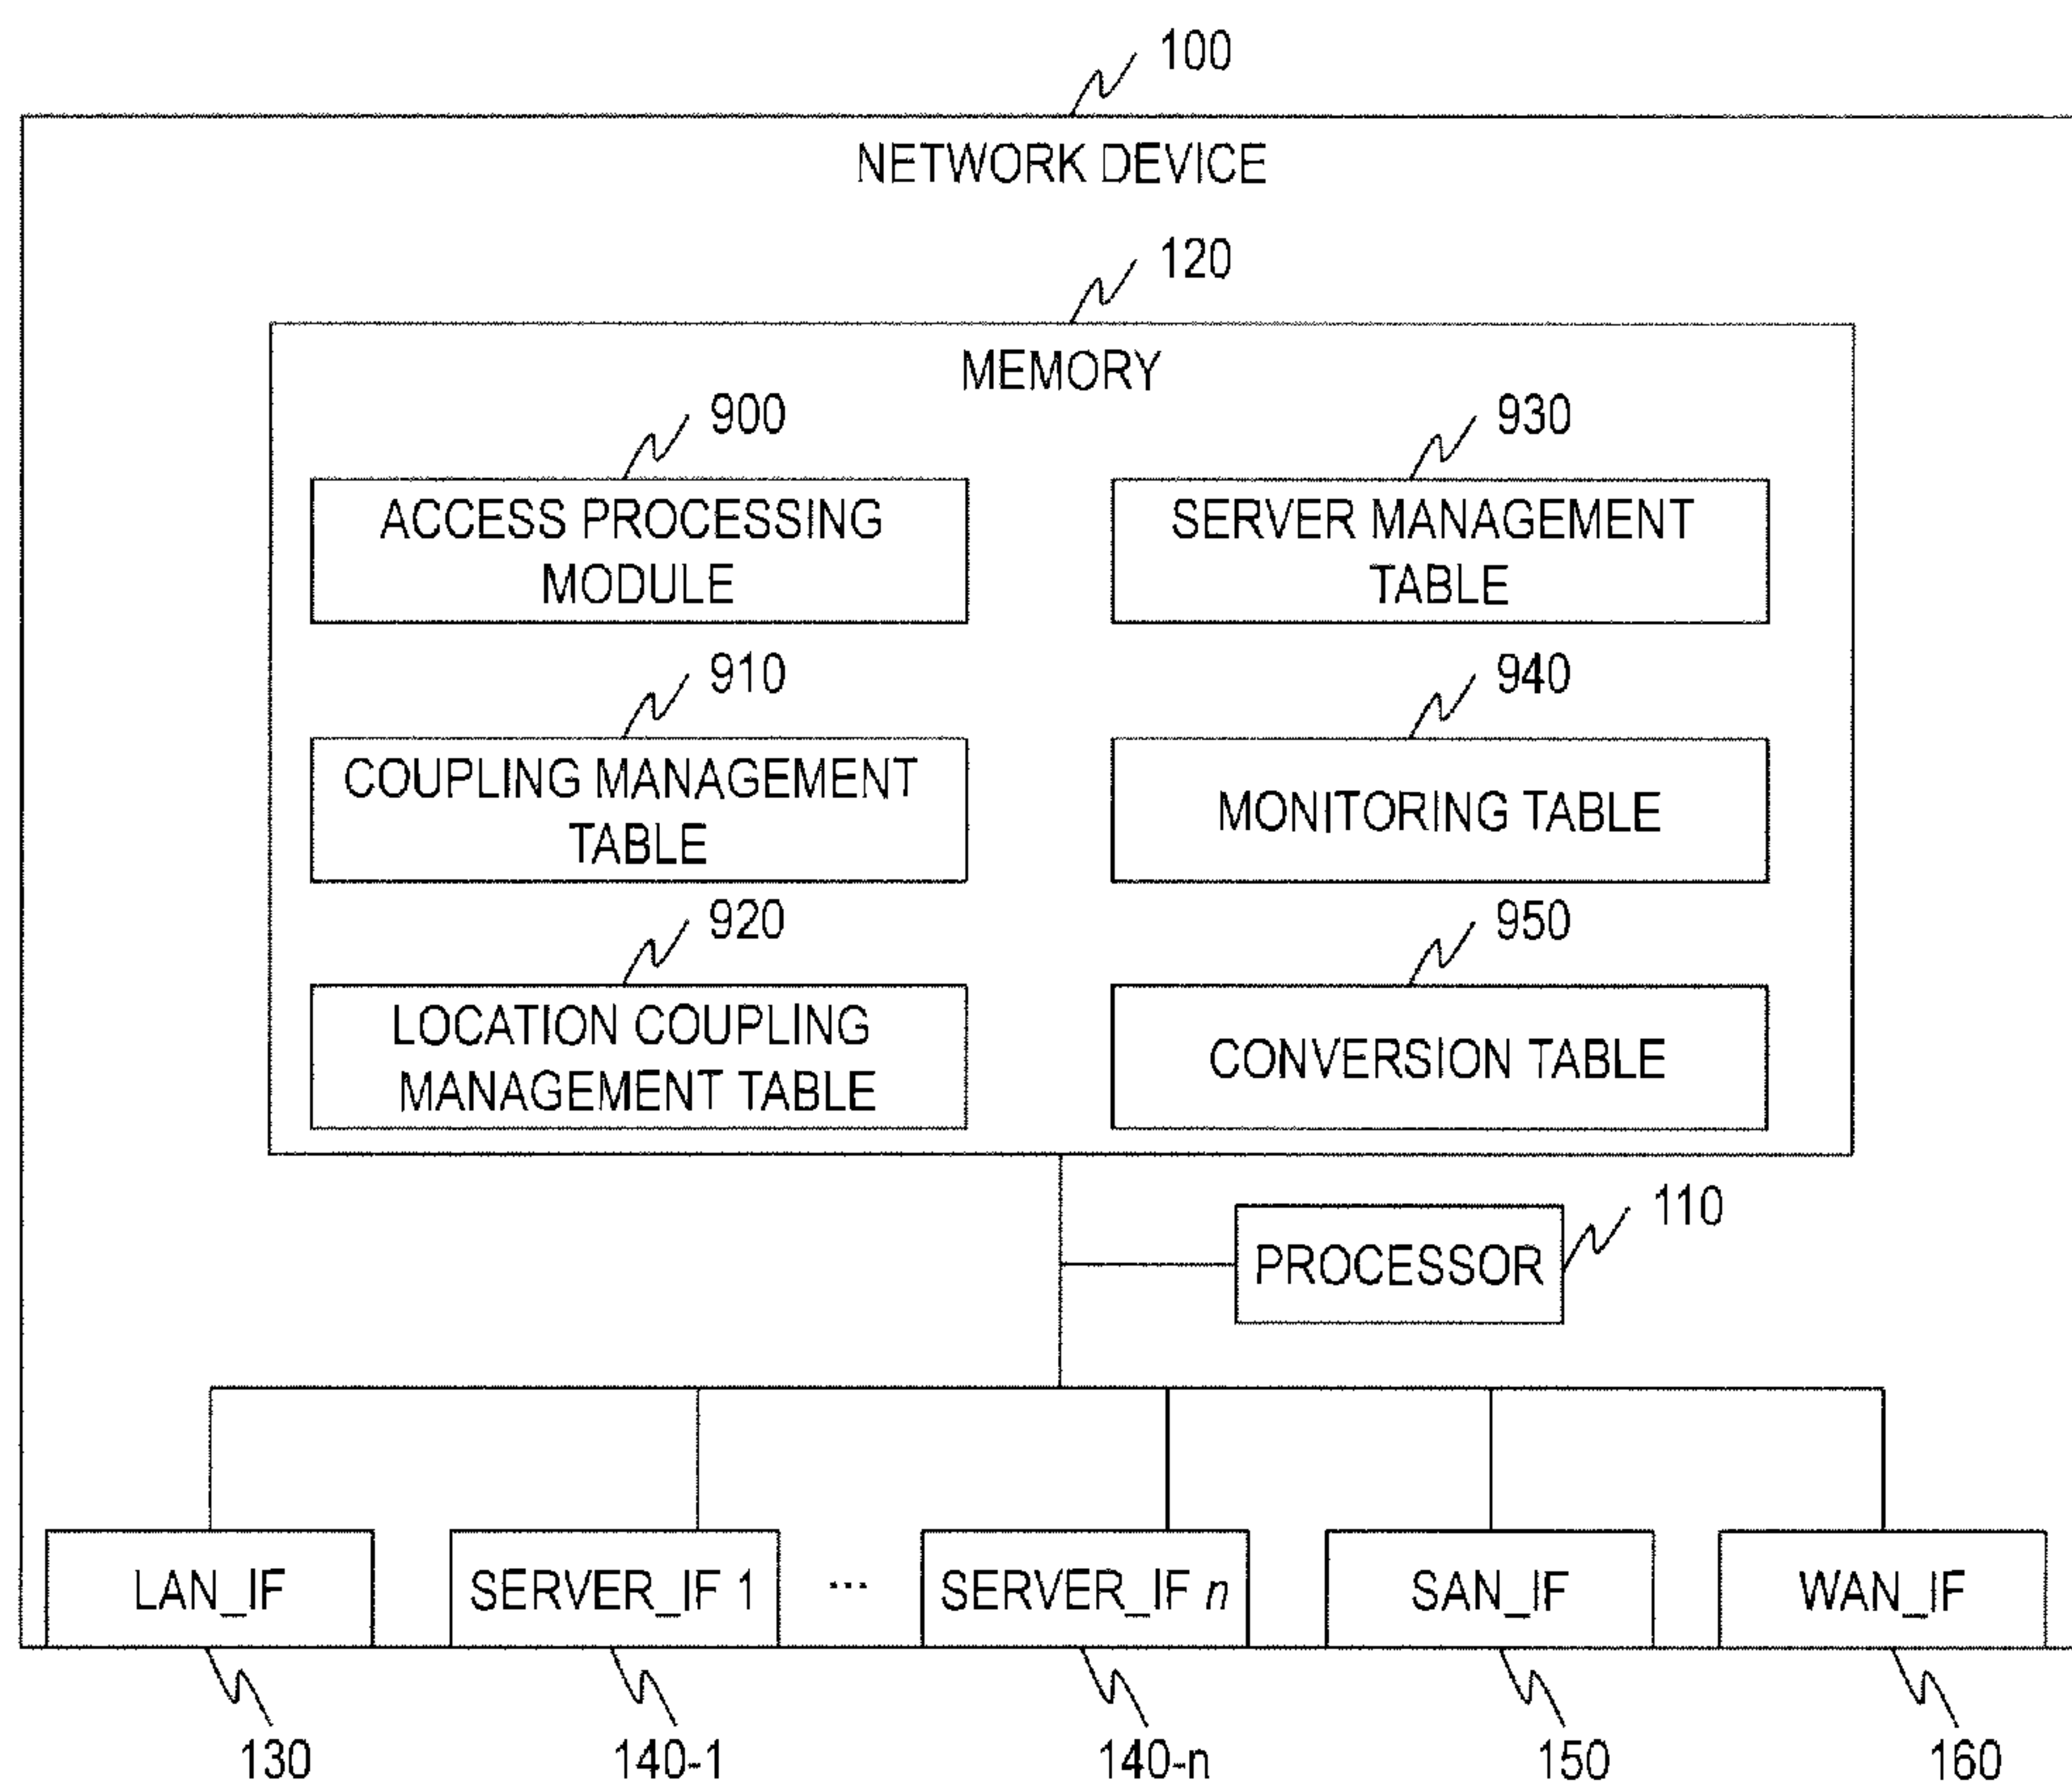 100
NETWORK DEVICE
120
MEMORY
900
930
ACCESS PROCESSING
MODULE
SERVER MANAGEMENT
TABLE
910
940
COUPLING MANAGEMENT
TABLE
MONITORING TABLE
920
950
LOCATION COUPLING
MANAGEMENT TABLE
CONVERSION TABLE
110
PROCESSOR
LAN_IF
SERVER_IF 1
...
SERVER_IF n
SAN_IF
WAN_IF
130
140-1
140-n
150
160